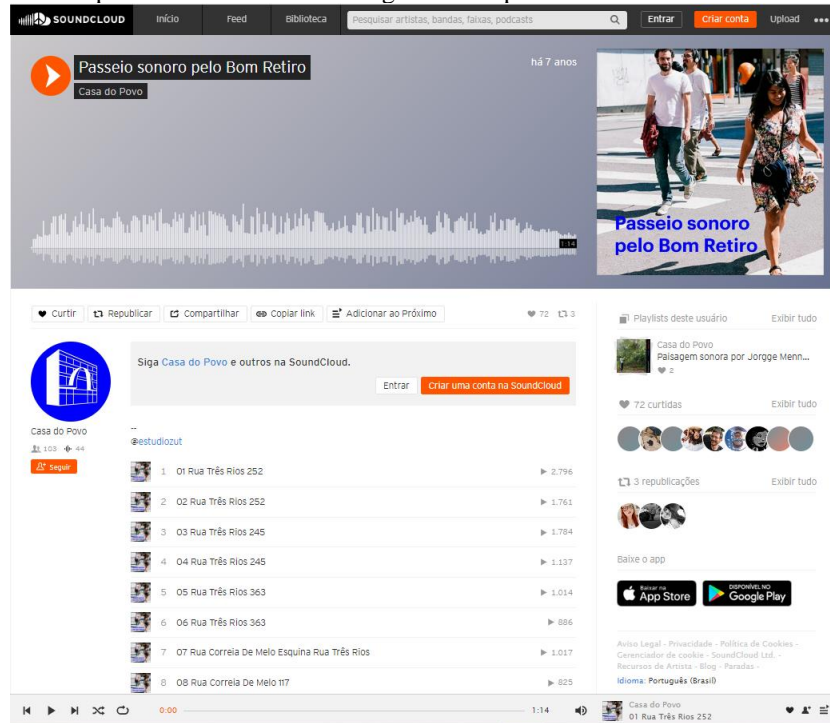 SOUNDCLOUD Início Feed Biblioteca Pesquisar artistas, bandas, faixas, podcasts Entrar Criar conta Upload
Passeio sonoro pelo Bom Retiro
há 7 anos
Casa do Povo
1:14
Passeio sonoro
pelo Bom Retiro
Curtir Republicar Compartilhar Copiar link Adicionar ao Próximo 72 3
Siga Casa do Povo e outros na SoundCloud.
Entrar Criar uma conta na SoundCloud
Casa do Povo
103 44
Seguir
--
@estudiozut
1 01 Rua Três Rios 252 2.796
2 02 Rua Três Rios 252 1.761
3 03 Rua Três Rios 245 1.784
4 04 Rua Três Rios 245 1.137
5 05 Rua Três Rios 363 1.014
6 06 Rua Três Rios 363 886
7 07 Rua Correia De Melo Esquina Rua Três Rios 1.017
8 08 Rua Correia De Melo 117 825
Playlists deste usuário Exibir tudo
Casa do Povo
Paisagem sonora por Jorgge Menn...
2
72 curtidas Exibir tudo
3 republicações Exibir tudo
Baixe o app
Baixar na
App Store
DISPONÍVEL NO
Google Play
Aviso Legal - Privacidade - Política de Cookies -
Gerenciador de cookie - SoundCloud Ltd. -
Recursos de Artista - Blog - Paradas -
Idioma: Português (Brasil)
0:00 1:14
Casa do Povo
01 Rua Três Rios 252